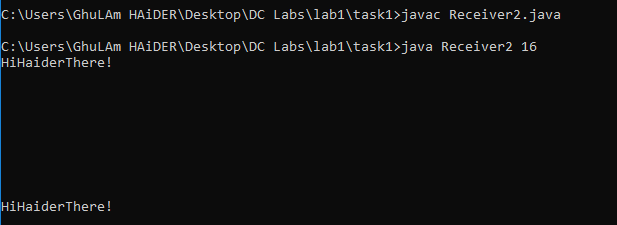 C:\Users\GhuLAm HAiDER\Desktop\DC Labs\lab1\task1>javac Receiver2.java
C:\Users\GhuLAm HAiDER\Desktop\DC Labs\lab1\task1>java Receiver2 16
HiHaiderThere!
HiHaiderThere!